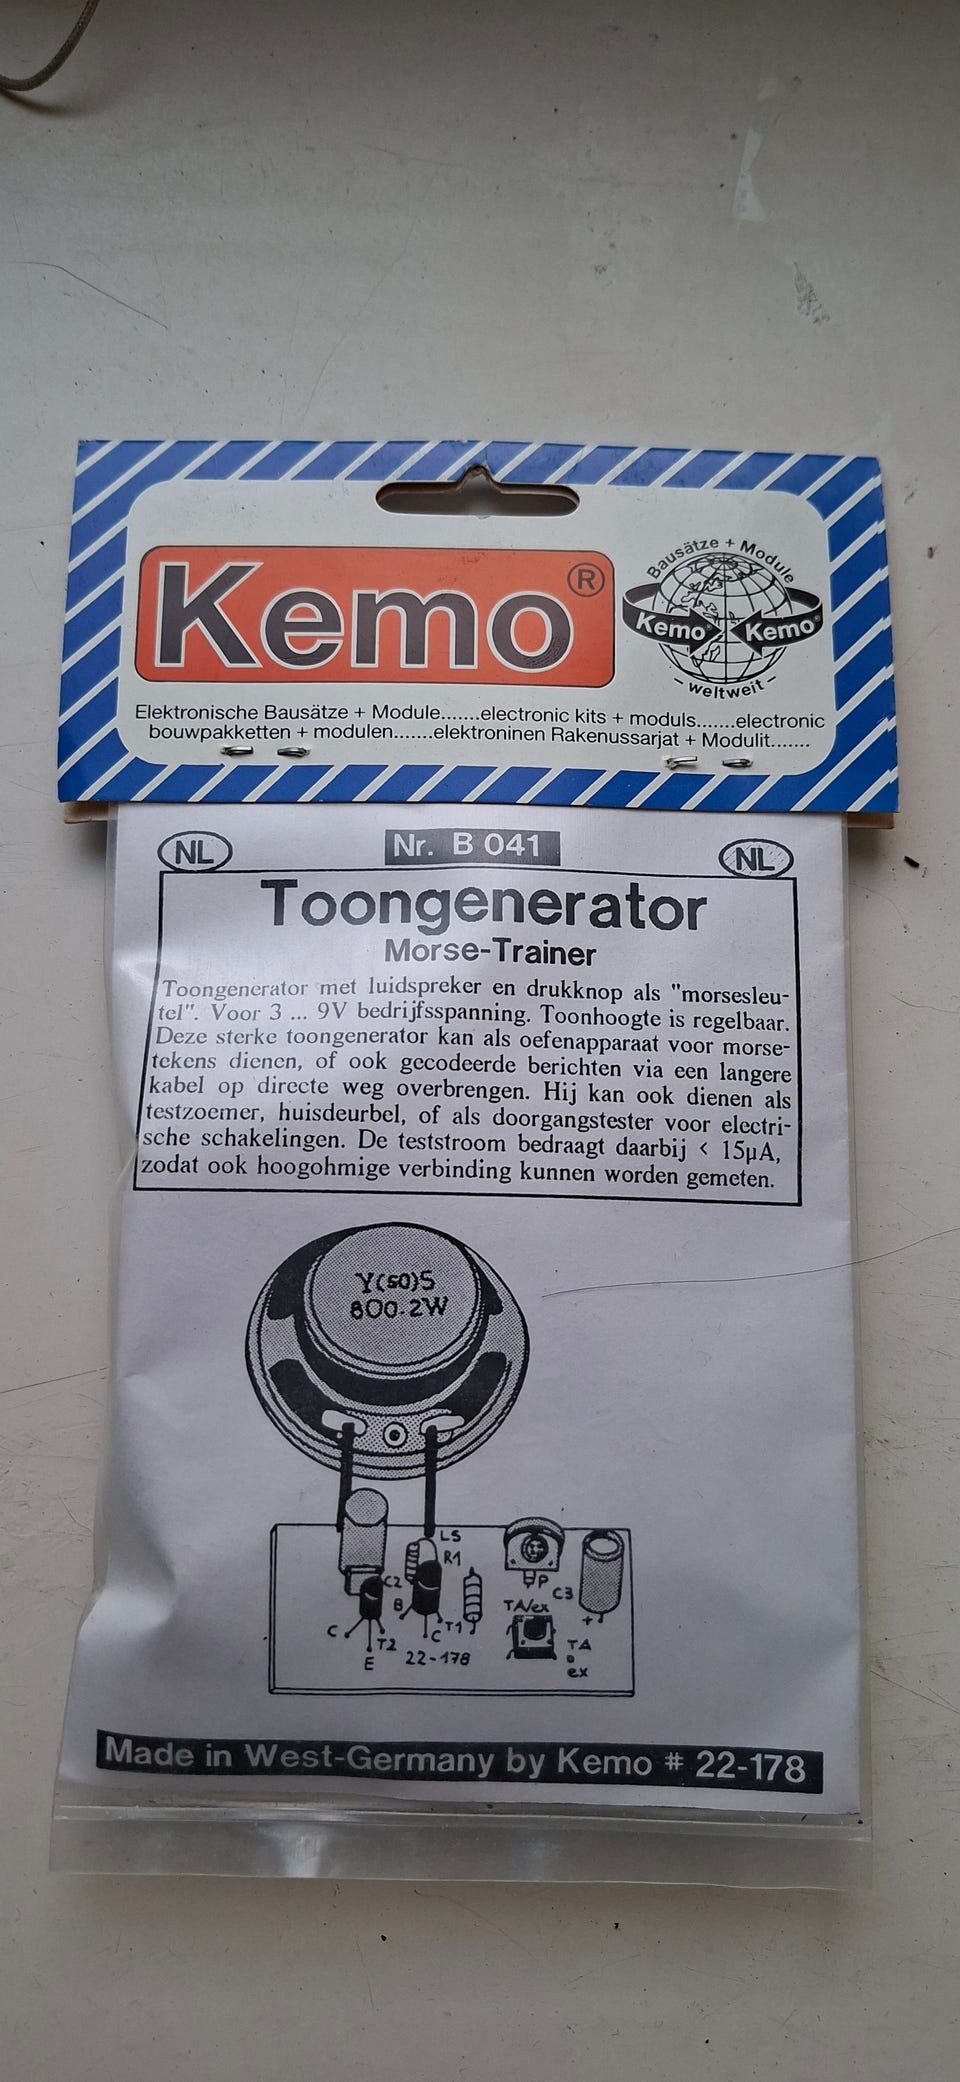 Kemo®
Bausätze + Module
Kemo® Kemo®
- weltweit -
Elektronische Bausätze + Module.......electronic kits + moduls.......electronic
bouwpakketten + modulen.......elektroninen Rakenussarjat + Modulit.......
NL Nr. B 041 NL
Toongenerator
Morse-Trainer
Toongenerator met luidspreker en drukknop als "morsesleu-
tel". Voor 3 ... 9V bedrijfsspanning. Toonhoogte is regelbaar.
Deze sterke toongenerator kan als oefenapparaat voor morse-
tekens dienen, of ook gecodeerde berichten via een langere
kabel op directe weg overbrengen. Hij kan ook dienen als
testzoemer, huisdeurbel, of als doorgangstester voor electri-
sche schakelingen. De teststroom bedraagt daarbij < 15µA,
zodat ook hoogohmige verbinding kunnen worden gemeten.
Y(50)S
8OO.2W
LS
R1
C2
P
C3
B
TA/ex
+
C
T2
C
T1
TA
E
22-178
ex
Made in West-Germany by Kemo # 22-178